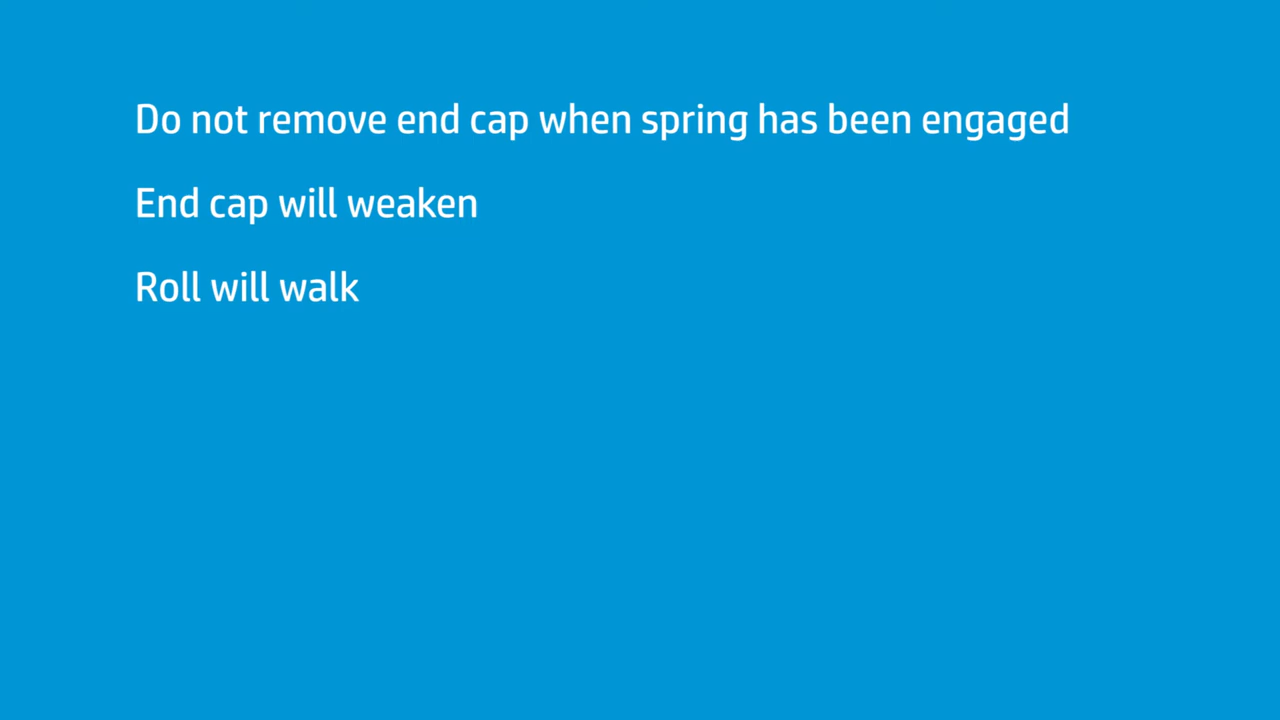 Do not remove end cap when spring has been engaged
End cap will weaken
Roll will walk